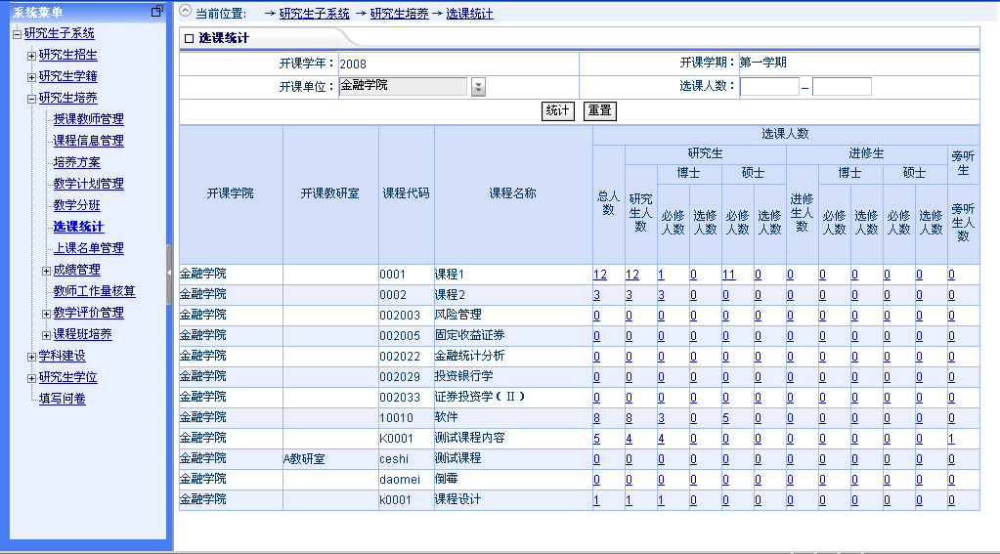 系统菜单
研究生子系统
研究生招生
研究生学籍
研究生培养
授课教师管理
课程信息管理
培养方案
教学计划管理
教学分班
选课统计
上课名单管理
成绩管理
教师工作量核算
教学评价管理
课程班培养
学科建设
研究生学位
填写问卷
当前位置: →研究生子系统 →研究生培养 →选课统计
选课统计
开课学年： 2008 开课学期： 第一学期
开课单位： 金融学院 选课人数： –
统计 重置
开课学院 开课教研室 课程代码 课程名称 选课人数
总人数 研究生 进修生 旁听生
研究生人数 博士 硕士 进修生人数 博士 硕士 旁听生人数
必修人数 选修人数 必修人数 选修人数 必修人数 选修人数 必修人数 选修人数
金融学院 0001 课程1 12 12 1 0 11 0 0 0 0 0 0 0
金融学院 0002 课程2 3 3 3 0 0 0 0 0 0 0 0 0
金融学院 002003 风险管理 0 0 0 0 0 0 0 0 0 0 0 0
金融学院 002005 固定收益证券 0 0 0 0 0 0 0 0 0 0 0 0
金融学院 002022 金融统计分析 0 0 0 0 0 0 0 0 0 0 0 0
金融学院 002029 投资银行学 0 0 0 0 0 0 0 0 0 0 0 0
金融学院 002033 证券投资学（Ⅱ） 0 0 0 0 0 0 0 0 0 0 0 0
金融学院 10010 软件 8 8 3 0 5 0 0 0 0 0 0 0
金融学院 K0001 测试课程内容 5 4 4 0 0 0 0 0 0 0 0 1
金融学院 A教研室 ceshi 测试课程 0 0 0 0 0 0 0 0 0 0 0 0
金融学院 daomei 倒霉 0 0 0 0 0 0 0 0 0 0 0 0
金融学院 k0001 课程设计 1 1 1 0 0 0 0 0 0 0 0 0